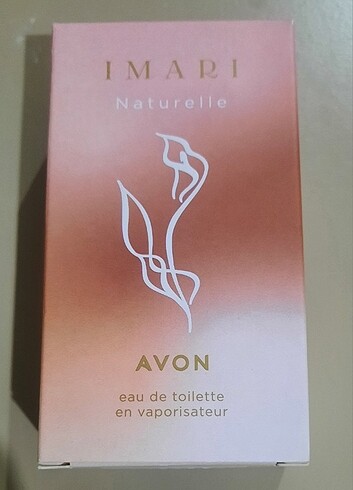 IMARI
Naturelle
AVON
eau de toilette
en vaporisateur